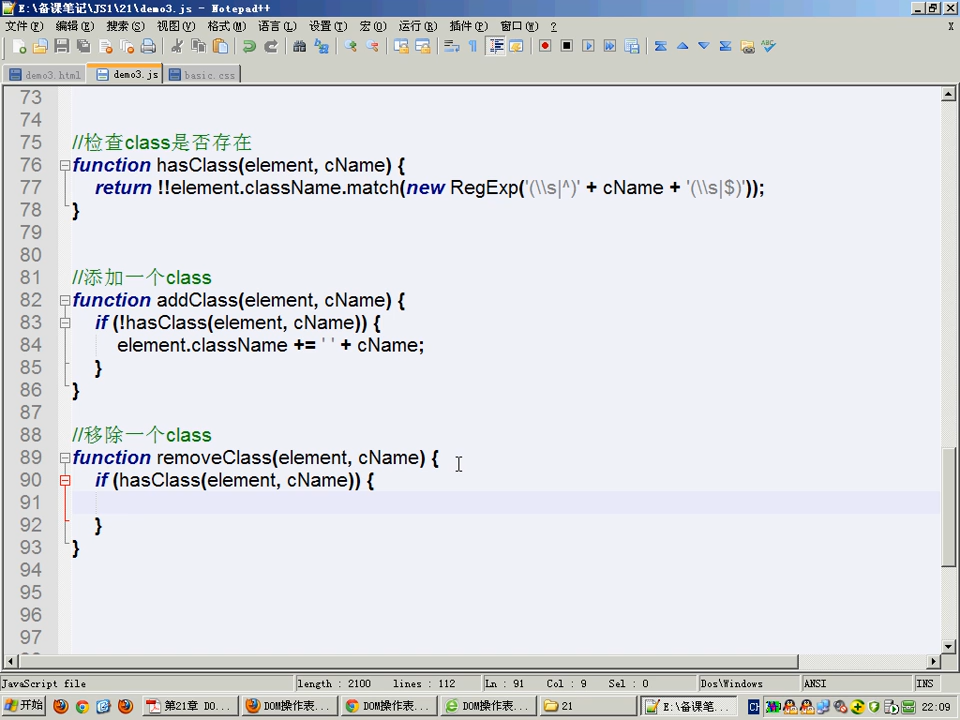 E:\备课笔记\JS1\21\demo3.js - Notepad++
文件(F) 编辑(E) 搜索(S) 视图(V) 格式(M) 语言(L) 设置(T) 宏(O) 运行(R) 插件(P) 窗口(W) ? X
demo3.html demo3.js basic.css
73
74
75 //检查class是否存在
76 function hasClass(element, cName) {
77 return !!element.className.match(new RegExp('(\\s|^)' + cName + '(\\s|$)'));
78 }
79
80
81 //添加一个class
82 function addClass(element, cName) {
83 if (!hasClass(element, cName)) {
84 element.className += ' ' + cName;
85 }
86 }
87
88 //移除一个class
89 function removeClass(element, cName) {
90 if (hasClass(element, cName)) {
91
92 }
93 }
94
95
96
97
JavaScript file length : 2100 lines : 112 Ln : 91 Col : 9 Sel : 0 Dos\Windows ANSI INS
开始 第21章 DO... DOM操作表... DOM操作表... DOM操作表... 21 E:\备课笔... CH 22:09